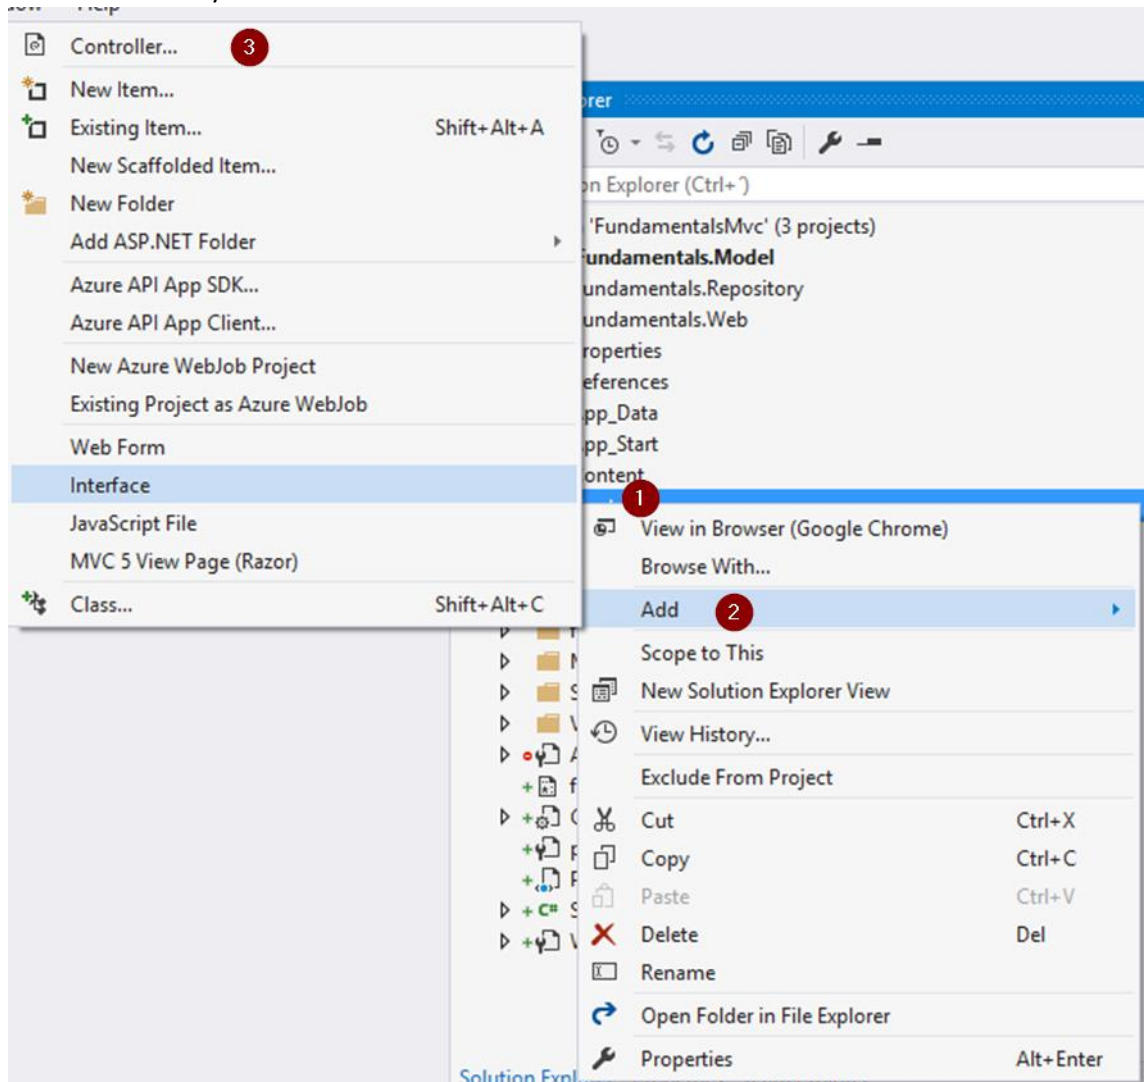 Help
Controller... 3
New Item...
Existing Item... Shift+Alt+A
New Scaffolded Item...
New Folder
Add ASP.NET Folder
Azure API App SDK...
Azure API App Client...
New Azure WebJob Project
Existing Project as Azure WebJob
Web Form
Interface
JavaScript File
MVC 5 View Page (Razor)
Class... Shift+Alt+C
orer
on Explorer (Ctrl+´)
'FundamentalsMvc' (3 projects)
undamentals.Model
undamentals.Repository
undamentals.Web
roperties
eferences
pp_Data
pp_Start
ontent
1
View in Browser (Google Chrome)
Browse With...
Add 2
Scope to This
New Solution Explorer View
View History...
Exclude From Project
Cut Ctrl+X
Copy Ctrl+C
Paste Ctrl+V
Delete Del
Rename
Open Folder in File Explorer
Properties Alt+Enter
Solution Expl